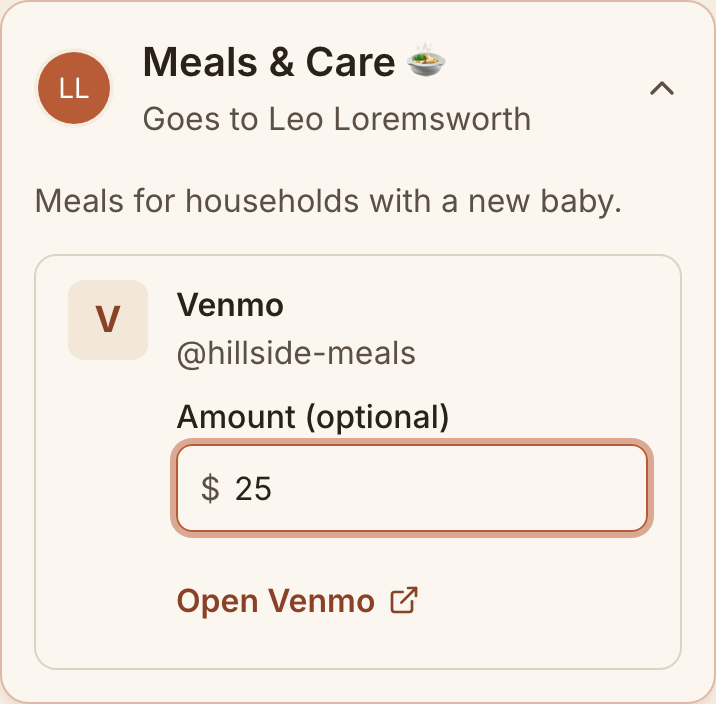 LL
Meals & Care 🍲
Goes to Leo Loremsworth
Meals for households with a new baby.
V
Venmo
@hillside-meals
Amount (optional)
$ 25
Open Venmo